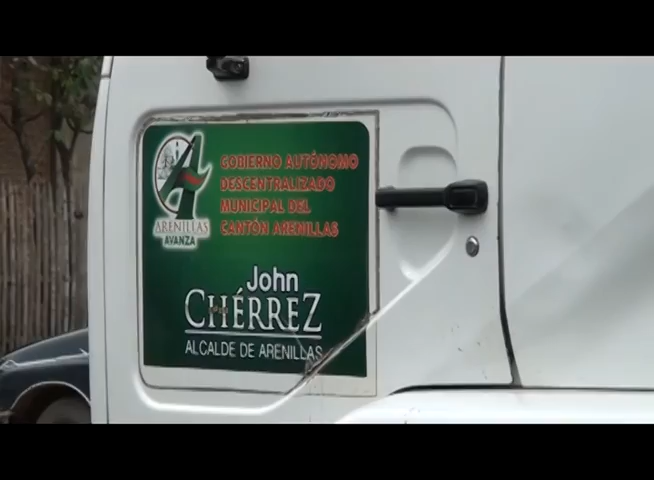 GOBIERNO AUTÓNOMO
DESCENTRALIZADO
MUNICIPAL DEL
CANTÓN ARENILLAS
ARENILLAS
AVANZA
John
CHÉRREZ
ALCALDE DE ARENILLAS